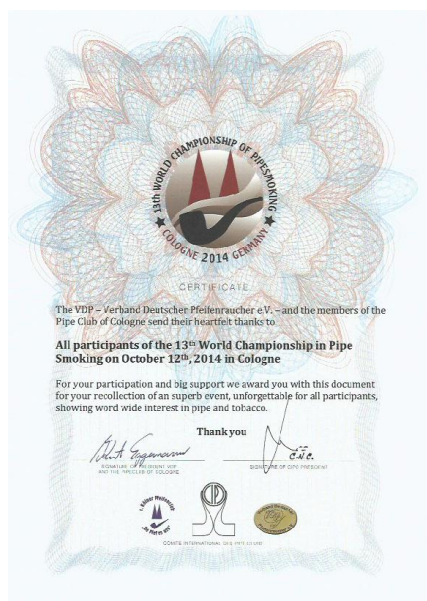 13th WORLD CHAMPIONSHIP OF PIPESMOKING
COLOGNE 2014 GERMANY
CERTIFICATE
The VDP – Verband Deutscher Pfeifenraucher e.V. – and the members of the
Pipe Club of Cologne send their heartfelt thanks to
All participants of the 13th World Championship in Pipe
Smoking on October 12th, 2014 in Cologne
For your participation and big support we award you with this document
for your recollection of an superb event, unforgettable for all participants,
showing word wide interest in pipe and tobacco.
Thank you
SIGNATURE OF PRESIDENT VDP
AND THE PIPECLUB OF COLOGNE
SIGNATURE OF CIPC PRESIDENT
CIPC
COMITE INTERNATIONAL DES PIPE CLUBS